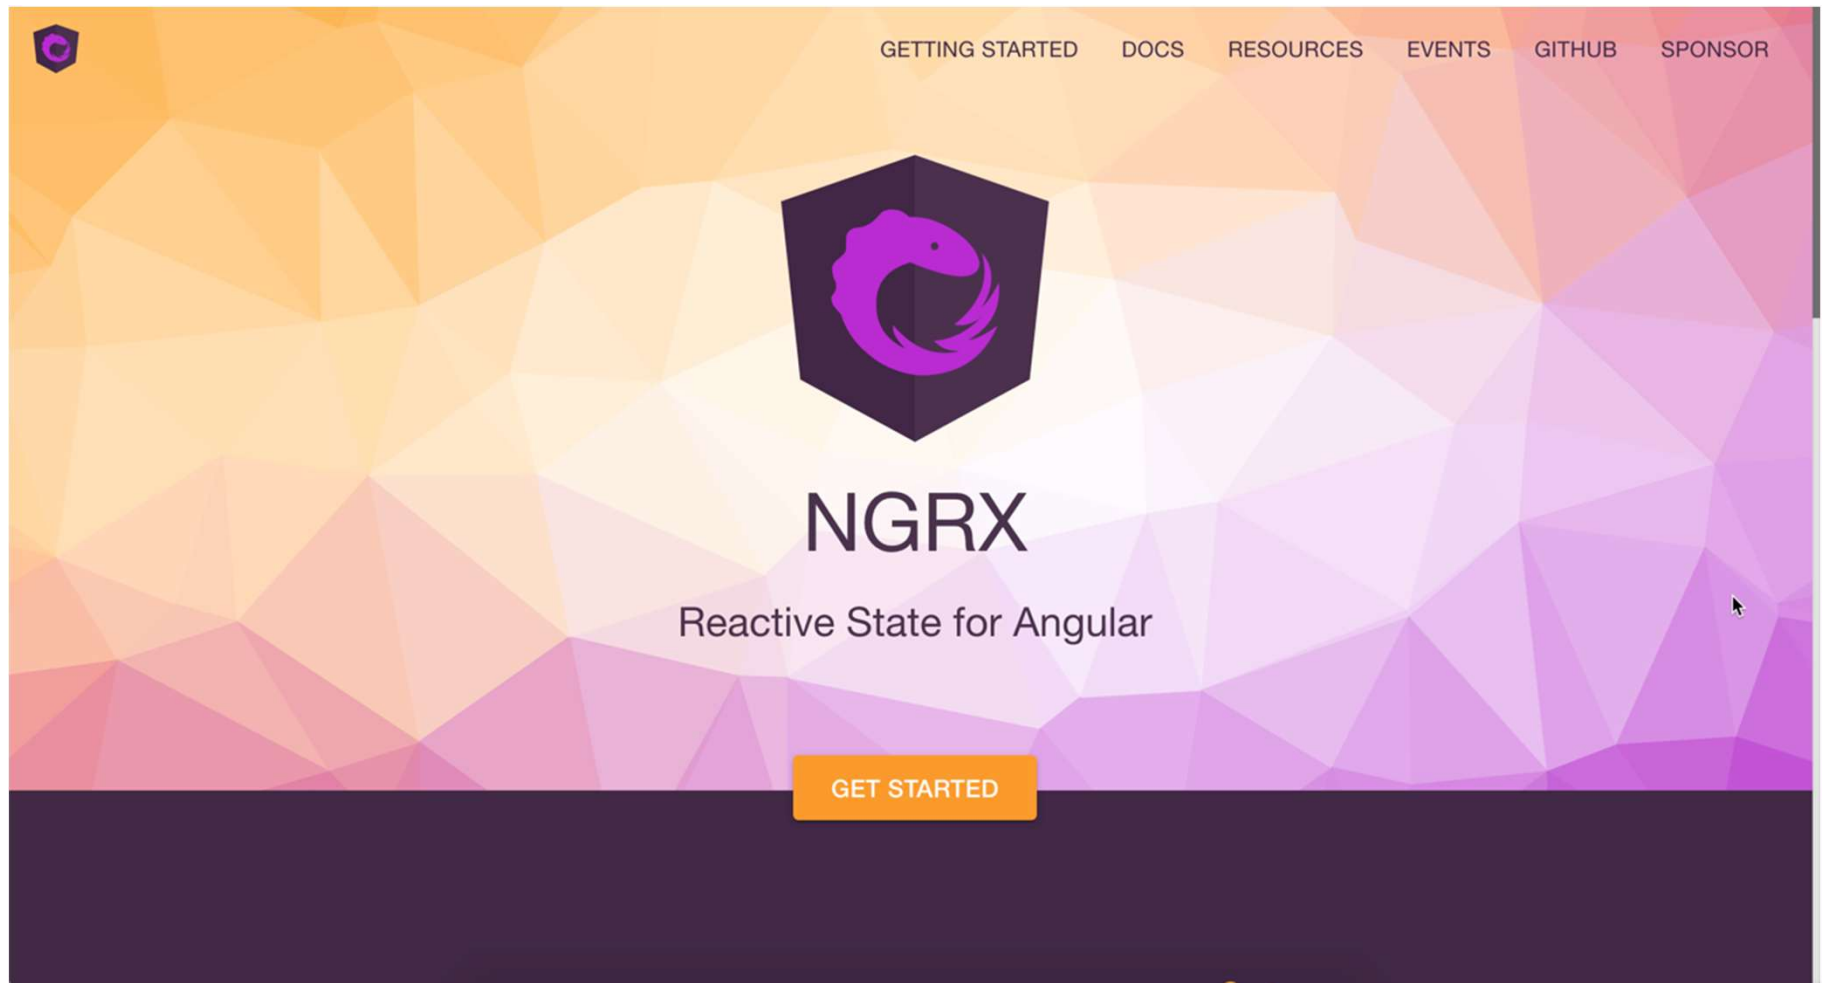 GETTING STARTED DOCS RESOURCES EVENTS GITHUB SPONSOR
NGRX
Reactive State for Angular
GET STARTED